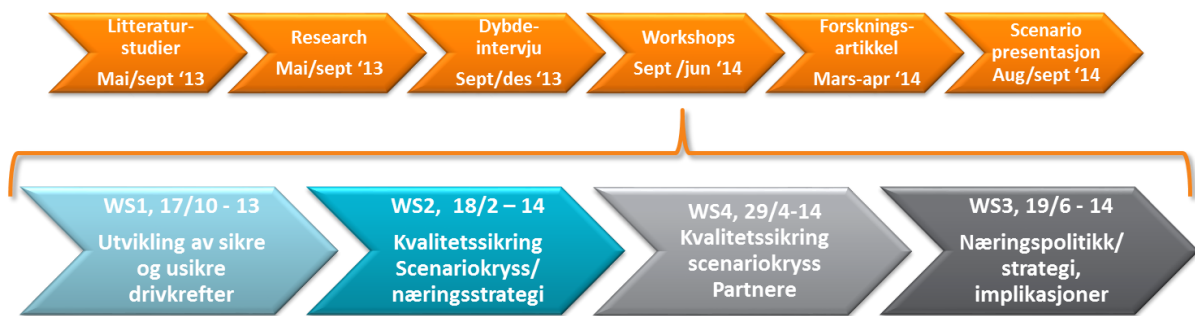 Litteratur-
studier
Mai/sept ‘13
Research
Mai/sept ‘13
Dybde-
intervju
Sept/des ‘13
Workshops
Sept /jun ‘14
Forsknings-
artikkel
Mars-apr ‘14
Scenario
presentasjon
Aug/sept ‘14
WS1, 17/10 - 13
Utvikling av sikre
og usikre
drivkrefter
WS2,  18/2 – 14
Kvalitetssikring
Scenariokryss/
næringsstrategi
WS4, 29/4-14
Kvalitetssikring
scenariokryss
Partnere
WS3, 19/6 - 14
Næringspolitikk/
strategi,
implikasjoner